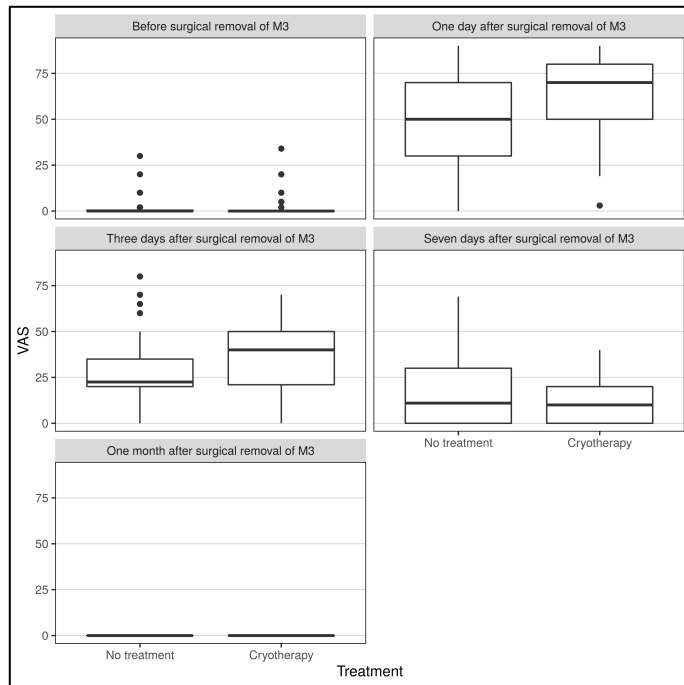 Before surgical removal of M3
One day after surgical removal of M3
75
50
25
0
Three days after surgical removal of M3
Seven days after surgical removal of M3
75
50
25
0
VAS
No treatment
Cryotherapy
One month after surgical removal of M3
75
50
25
0
No treatment
Cryotherapy
Treatment